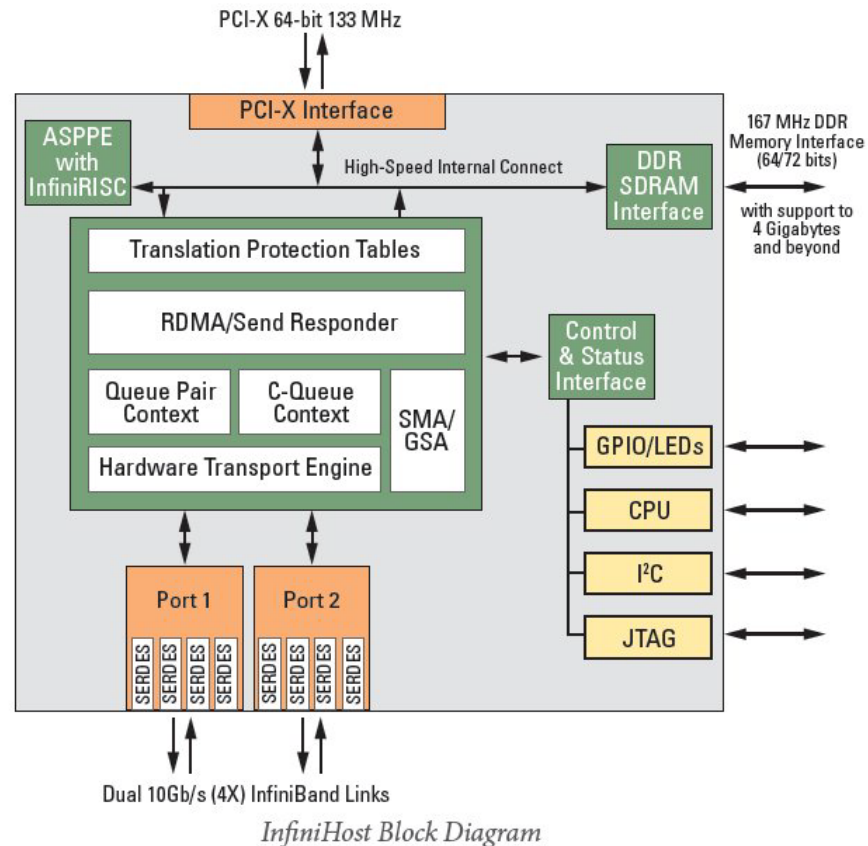 PCI-X 64-bit 133 MHz
PCI-X Interface
ASPPE
with
InfiniRISC
High-Speed Internal Connect
DDR
SDRAM
Interface
167 MHz DDR
Memory Interface
(64/72 bits)
with support to
4 Gigabytes
and beyond
Translation Protection Tables
RDMA/Send Responder
Queue Pair
Context
C-Queue
Context
SMA/
GSA
Hardware Transport Engine
Control
& Status
Interface
GPIO/LEDs
CPU
I²C
JTAG
Port 1
SERDES
SERDES
SERDES
SERDES
Port 2
SERDES
SERDES
SERDES
SERDES
Dual 10Gb/s (4X) InfiniBand Links
InfiniHost Block Diagram